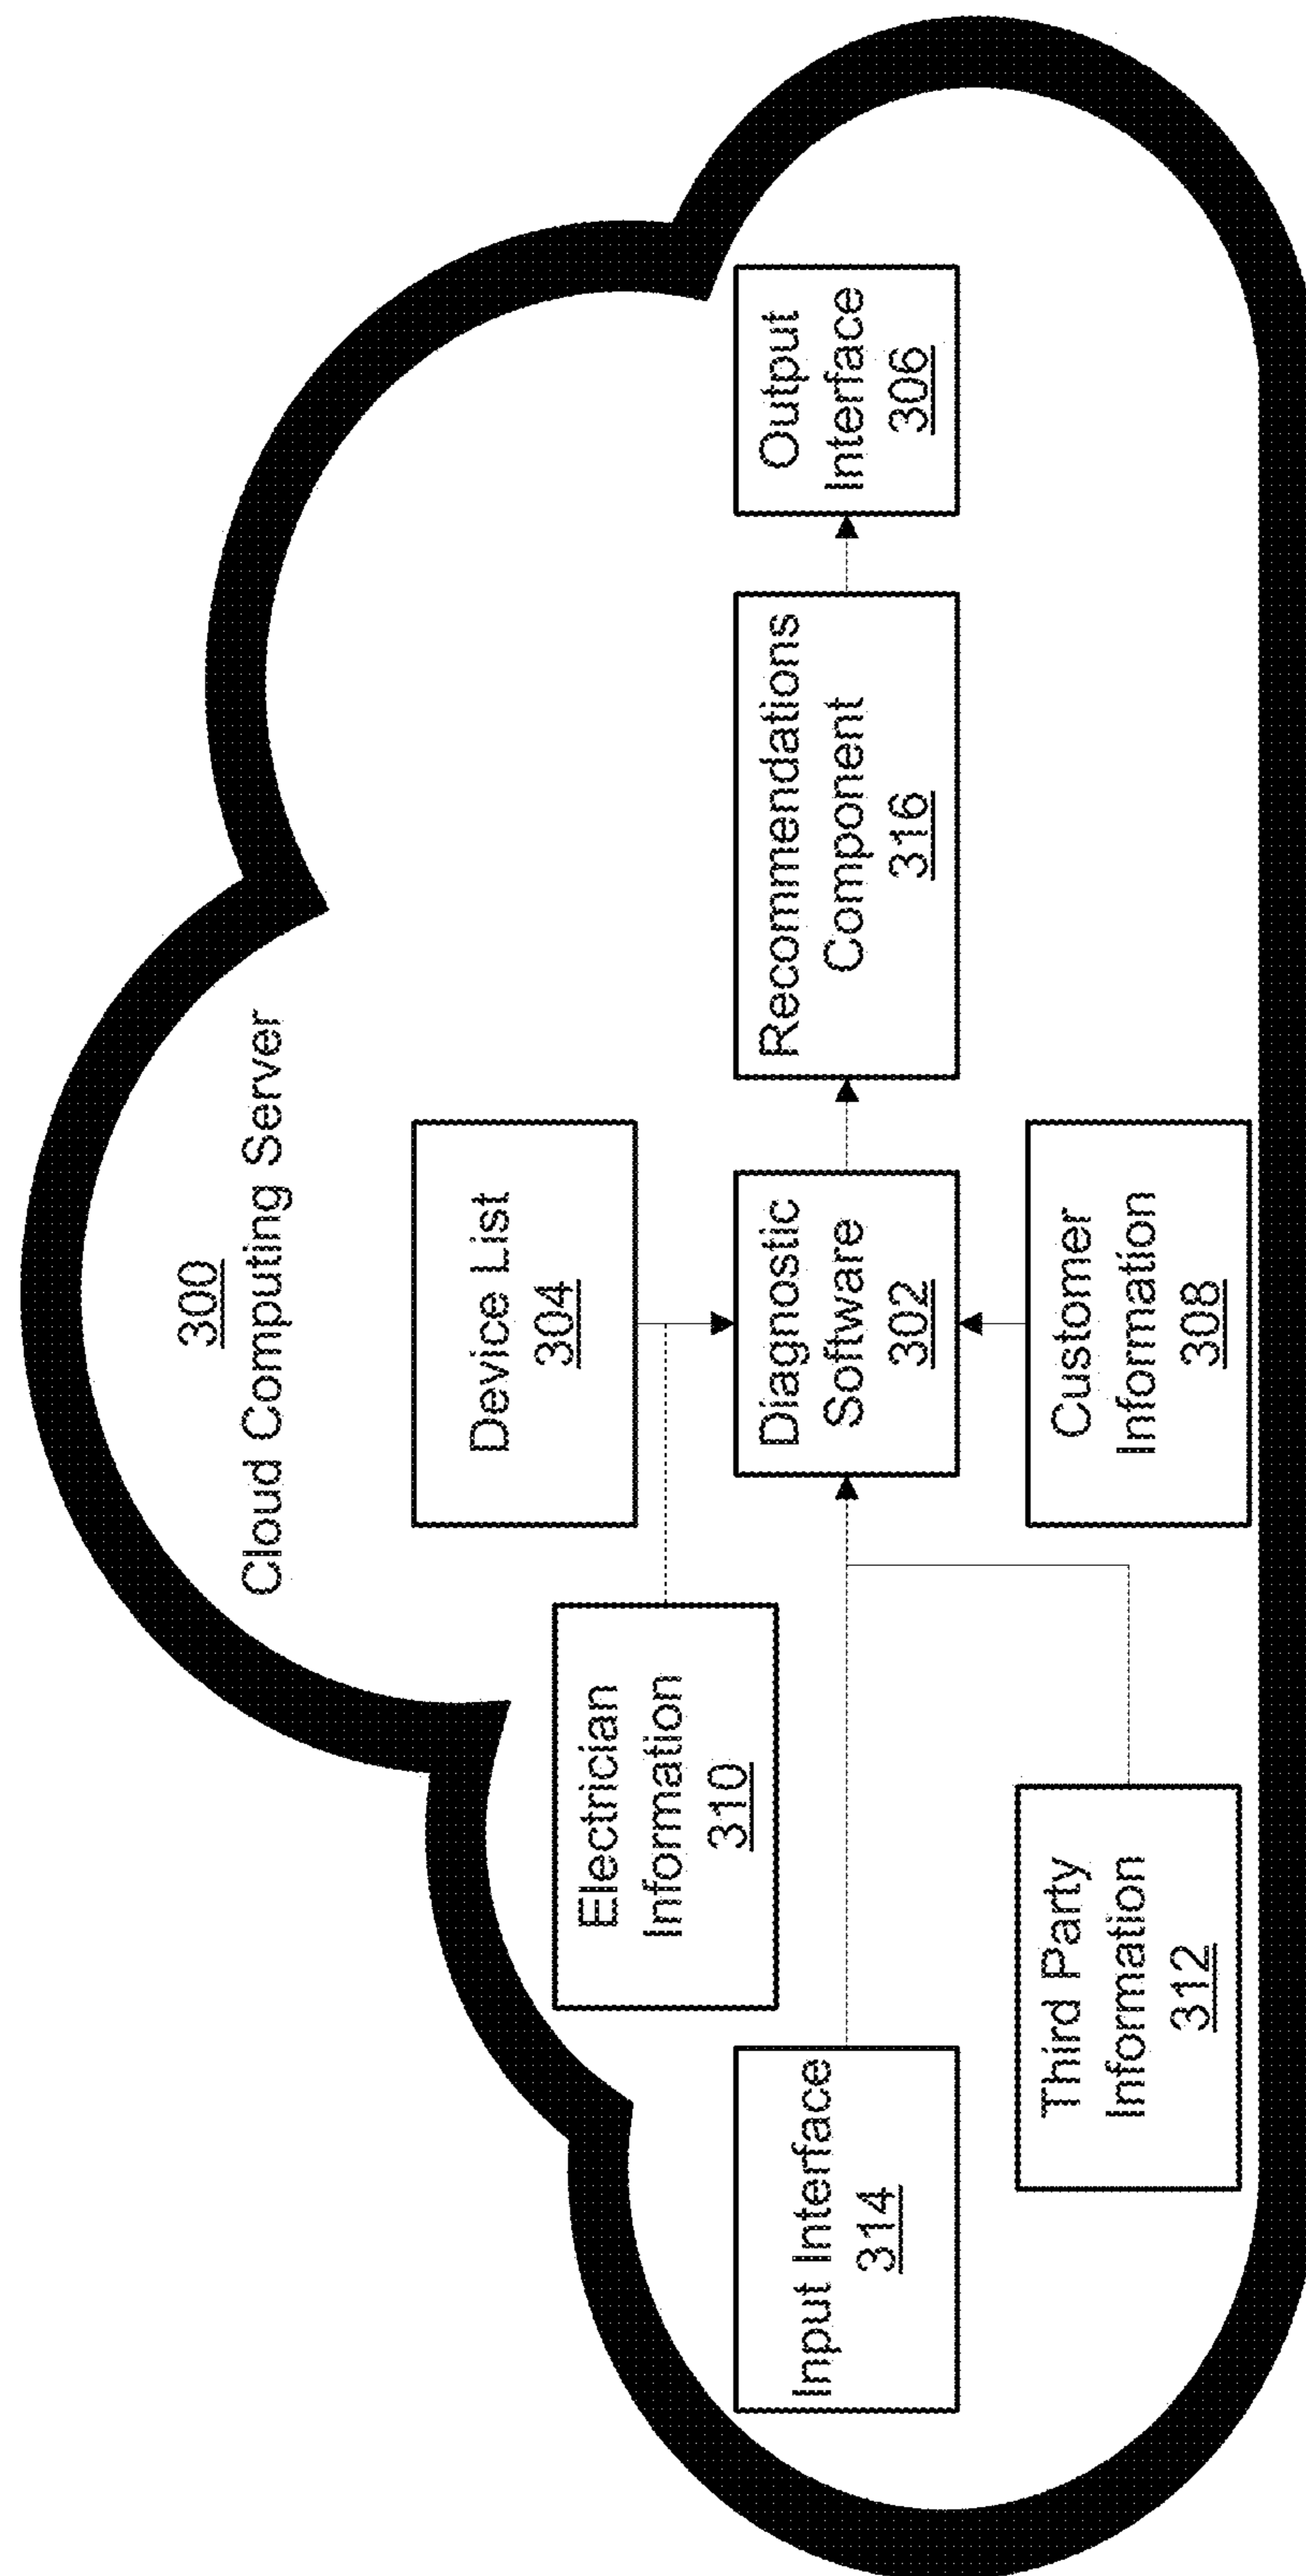 300
Cloud Computing Server
Device List
304
Electrician
Information
310
Input Interface
314
Diagnostic
Software
302
Recommendations
Component
316
Output
Interface
306
Third Party
Information
312
Customer
Information
308